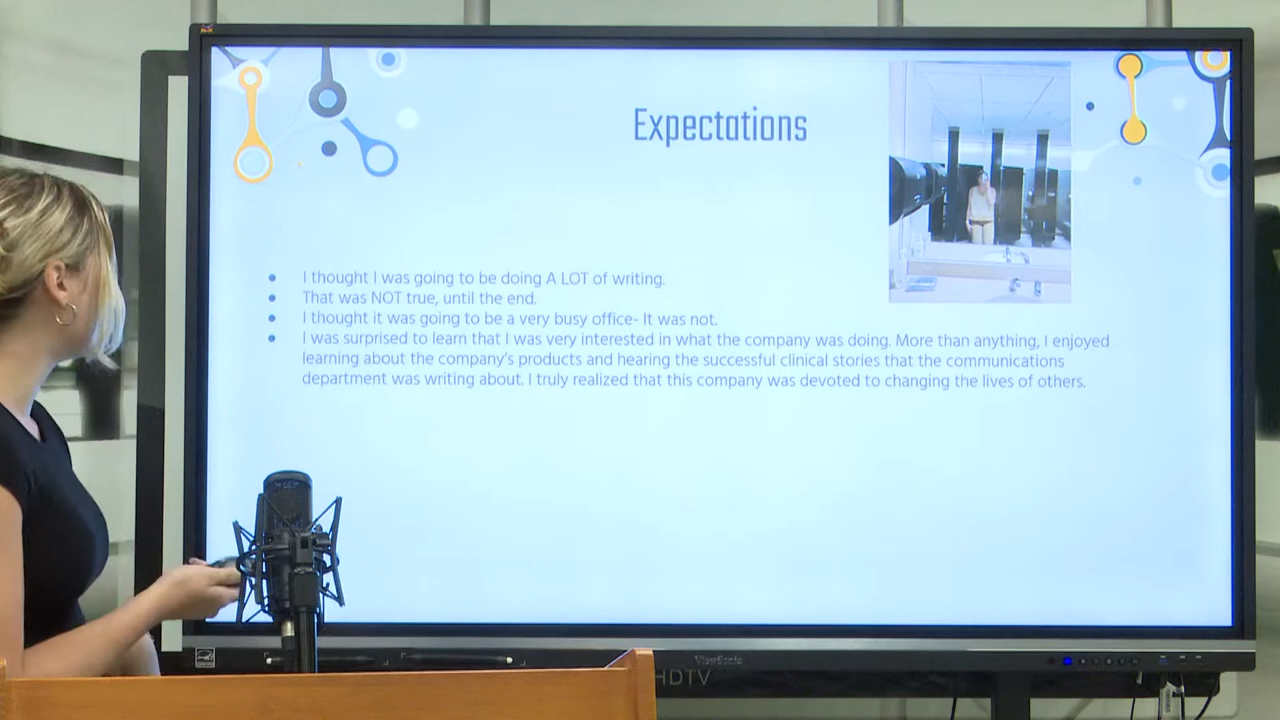 Expectations
I thought I was going to be doing A LOT of writing.
That was NOT true, until the end.
I thought it was going to be a very busy office- It was not.
I was surprised to learn that I was very interested in what the company was doing. More than anything, I enjoyed
learning about the company's products and hearing the successful clinical stories that the communications
department was writing about. I truly realized that this company was devoted to changing the lives of others.
ViewSonic
HDTV